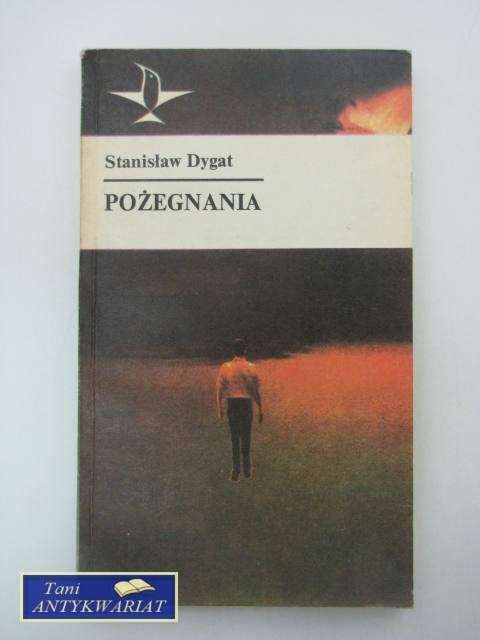 Stanisław Dygat
POŻEGNANIA
Tani
ANTYKWARIAT